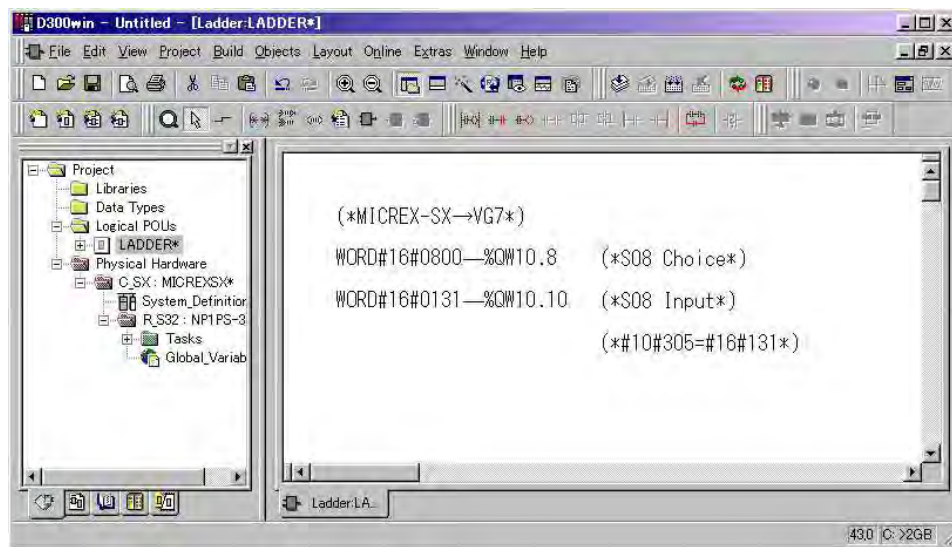 D300win - Untitled - [Ladder:LADDER*]
File Edit View Project Build Objects Layout Online Extras Window Help
Project
Libraries
Data Types
Logical POUs
LADDER*
Physical Hardware
C_SX : MICREXSX*
System_Definition
R_S32 : NP1PS-3
Tasks
Global_Variab
(*MICREX-SX→VG7*)
WORD#16#0800—%QW10.8 (*S08 Choice*)
WORD#16#0131—%QW10.10 (*S08 Input*)
(*#10#305=#16#131*)
Ladder:LA..
43,0 C: >2GB